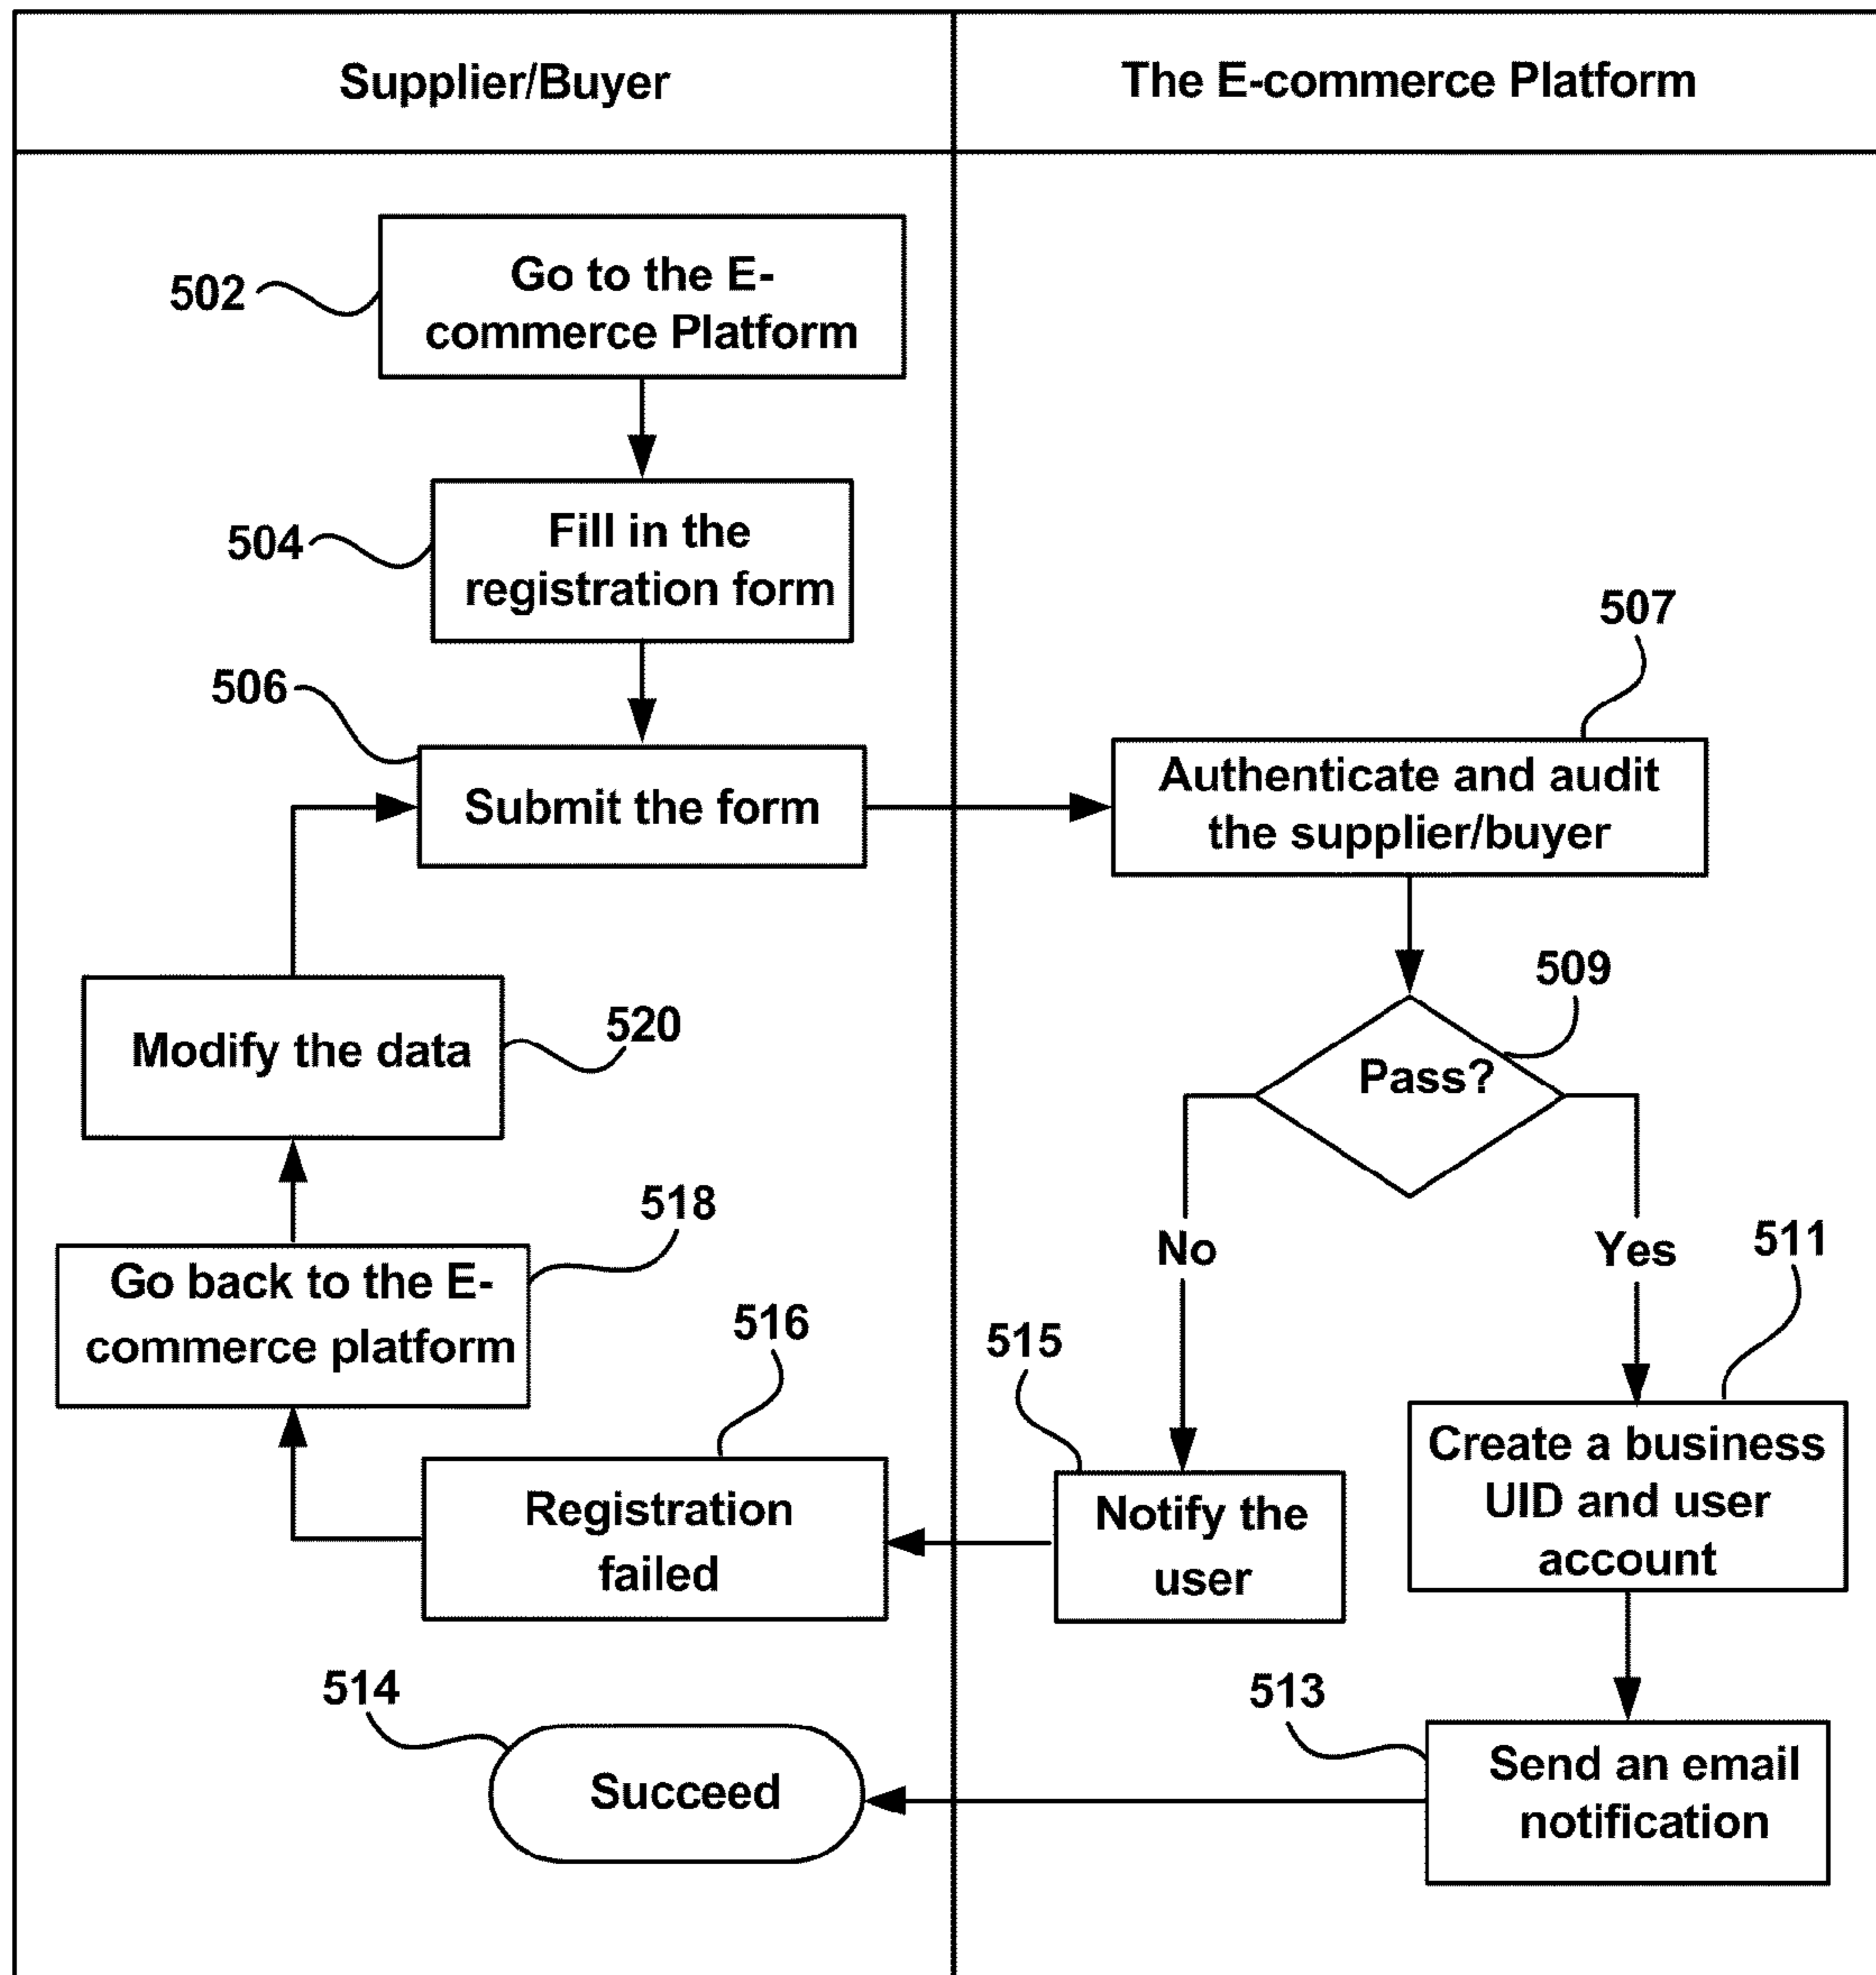 Supplier/Buyer
The E-commerce Platform
502
Go to the E-
commerce Platform
504
Fill in the
registration form
506
Submit the form
507
Authenticate and audit
the supplier/buyer
509
Pass?
520
Modify the data
No
Yes
518
Go back to the E-
commerce platform
511
Create a business
UID and user
account
516
Registration
failed
515
Notify the
user
514
Succeed
513
Send an email
notification